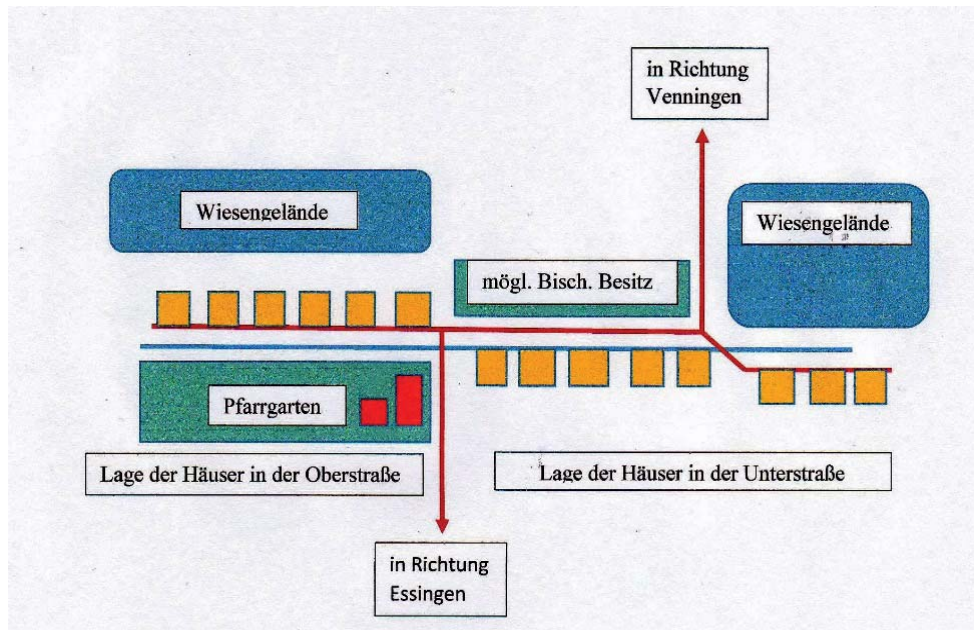 in Richtung
Venningen
Wiesengelände
Wiesengelände
mögl. Bisch. Besitz
Pfarrgarten
Lage der Häuser in der Oberstraße
Lage der Häuser in der Unterstraße
in Richtung
Essingen